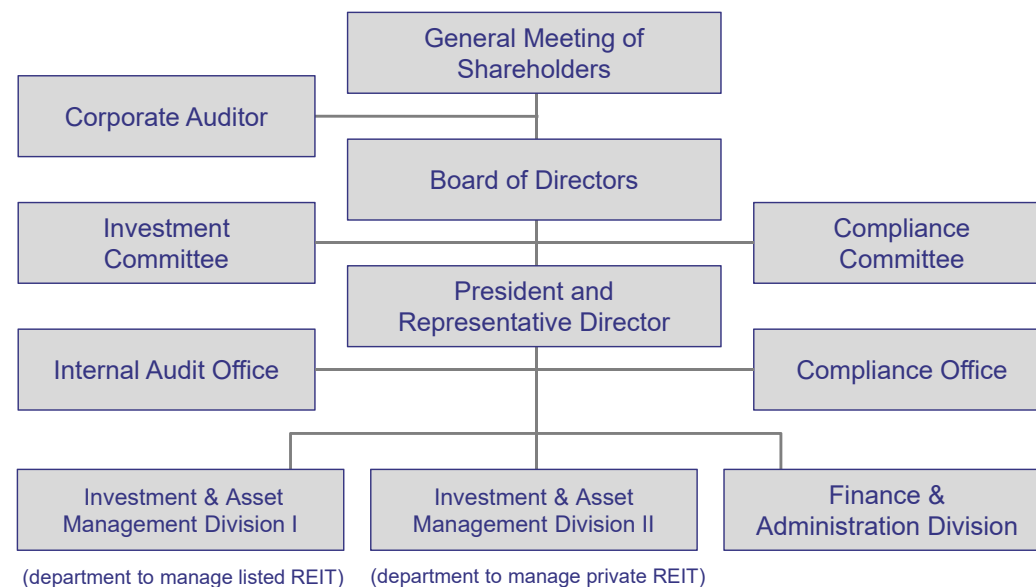 General Meeting of
Shareholders
Corporate Auditor
Board of Directors
Investment
Committee
Compliance
Committee
President and
Representative Director
Internal Audit Office
Compliance Office
Investment & Asset
Management Division I
Investment & Asset
Management Division II
Finance &
Administration Division
(department to manage listed REIT)
(department to manage private REIT)